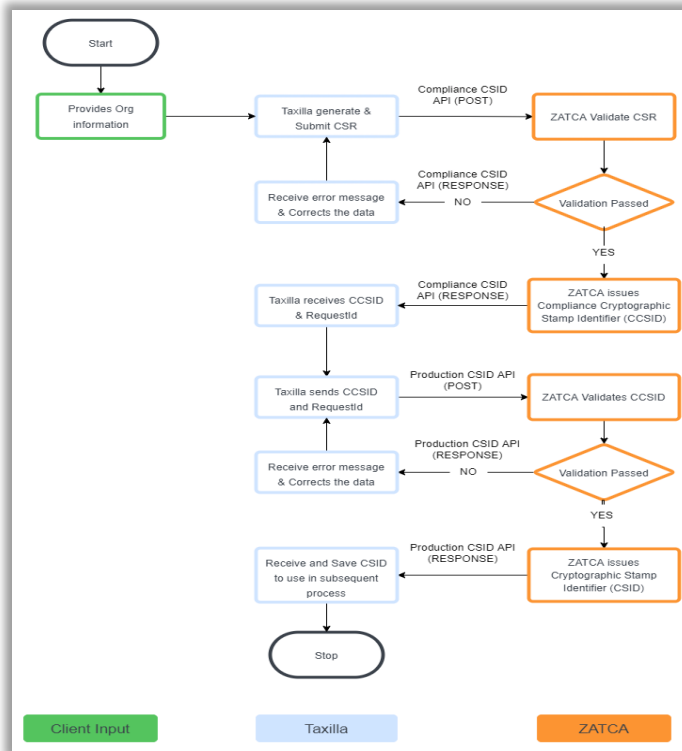 Start
Provides Org
information
Taxilla generate &
Submit CSR
Compliance CSID
API (POST)
ZATCA Validate CSR
Validation Passed
Compliance CSID
API (RESPONSE)
NO
Receive error message
& Corrects the data
YES
ZATCA issues
Compliance Cryptographic
Stamp Identifier (CCSID)
Compliance CSID
API (RESPONSE)
Taxilla receives CCSID
& RequestId
Taxilla sends CCSID
and RequestId
Production CSID API
(POST)
ZATCA Validates CCSID
Validation Passed
Production CSID API
(RESPONSE)
NO
Receive error message
& Corrects the data
YES
ZATCA issues
Cryptographic Stamp
Identifier (CSID)
Production CSID API
(RESPONSE)
Receive and Save CSID
to use in subsequent
process
Stop
Client Input
Taxilla
ZATCA